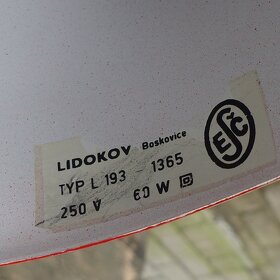 LIDOKOV Boskovice
TYP L 193 1365
250 V 60 W
ESČ